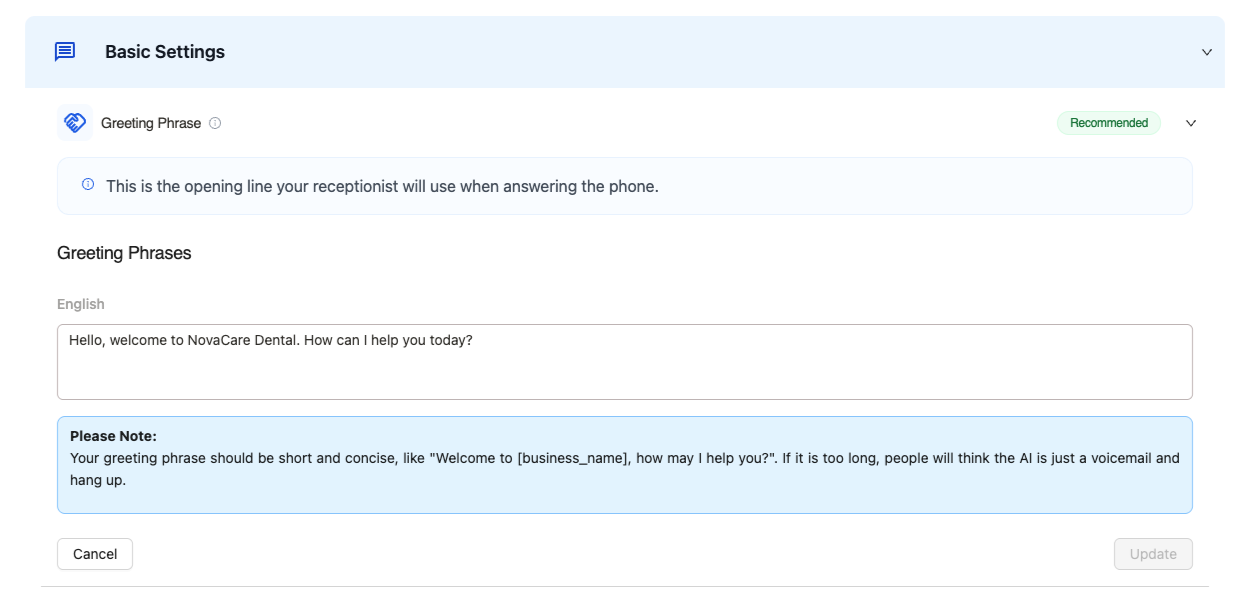 Basic Settings
Greeting Phrase
Recommended
This is the opening line your receptionist will use when answering the phone.
Greeting Phrases
English
Hello, welcome to NovaCare Dental. How can I help you today?
Please Note:
Your greeting phrase should be short and concise, like "Welcome to [business_name], how may I help you?". If it is too long, people will think the AI is just a voicemail and
hang up.
Cancel
Update